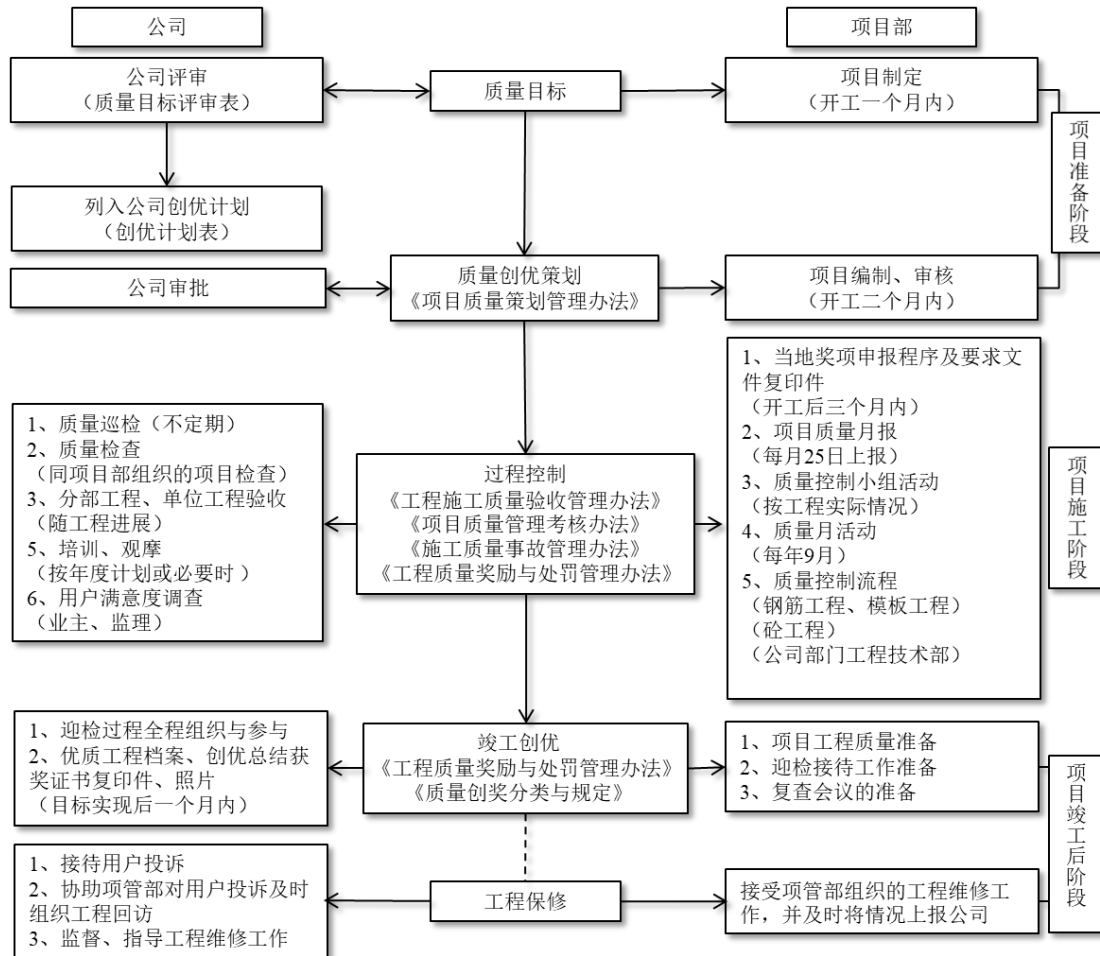 公司
项目部
公司评审
（质量目标评审表）
质量目标
项目制定
（开工一个月内）
项目准备阶段
列入公司创优计划
（创优计划表）
公司审批
质量创优策划
《项目质量策划管理办法》
项目编制、审核
（开工二个月内）
1、质量巡检（不定期）
2、质量检查
（同项目部组织的项目检查）
3、分部工程、单位工程验收
（随工程进展）
5、培训、观摩
（按年度计划或必要时）
6、用户满意度调查
（业主、监理）
过程控制
《工程施工质量验收管理办法》
《项目质量管理考核办法》
《施工质量事故管理办法》
《工程质量奖励与处罚管理办法》
1、当地奖项申报程序及要求文
件复印件
（开工后三个月内）
2、项目质量月报
（每月25日上报）
3、质量控制小组活动
（按工程实际情况）
4、质量月活动
（每年9月）
5、质量控制流程
（钢筋工程、模板工程）
（砼工程）
（公司部门工程技术部）
项目施工阶段
1、迎检过程全程组织与参与
2、优质工程档案、创优总结获
奖证书复印件、照片
（目标实现后一个月内）
竣工创优
《工程质量奖励与处罚管理办法》
《质量创奖分类与规定》
1、项目工程质量准备
2、迎检接待工作准备
3、复查会议的准备
项目竣工后阶段
1、接待用户投诉
2、协助项管部对用户投诉及时
组织工程回访
3、监督、指导工程维修工作
工程保修
接受项管部组织的工程维修工
作，并及时将情况上报公司